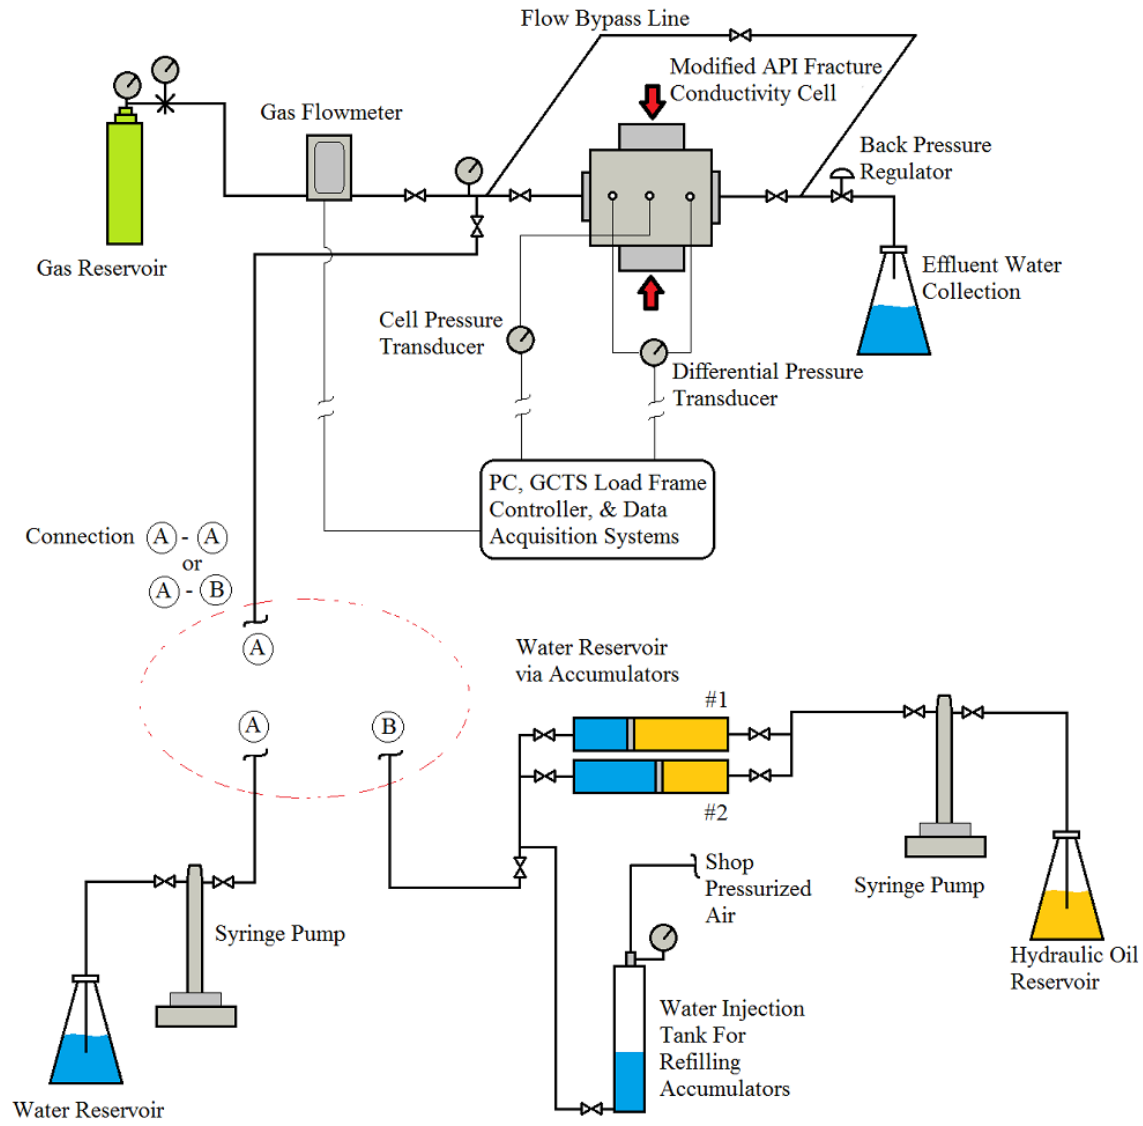 Flow Bypass Line
Modified API Fracture
Conductivity Cell
Gas Flowmeter
Back Pressure
Regulator
Gas Reservoir
Effluent Water
Collection
Cell Pressure
Transducer
Differential Pressure
Transducer
PC, GCTS Load Frame
Controller, & Data
Acquisition Systems
Connection A - A
or
A - B
A
A
B
Water Reservoir
via Accumulators
#1
#2
Shop
Pressurized
Air
Syringe Pump
Syringe Pump
Hydraulic Oil
Reservoir
Water Injection
Tank For
Refilling
Accumulators
Water Reservoir